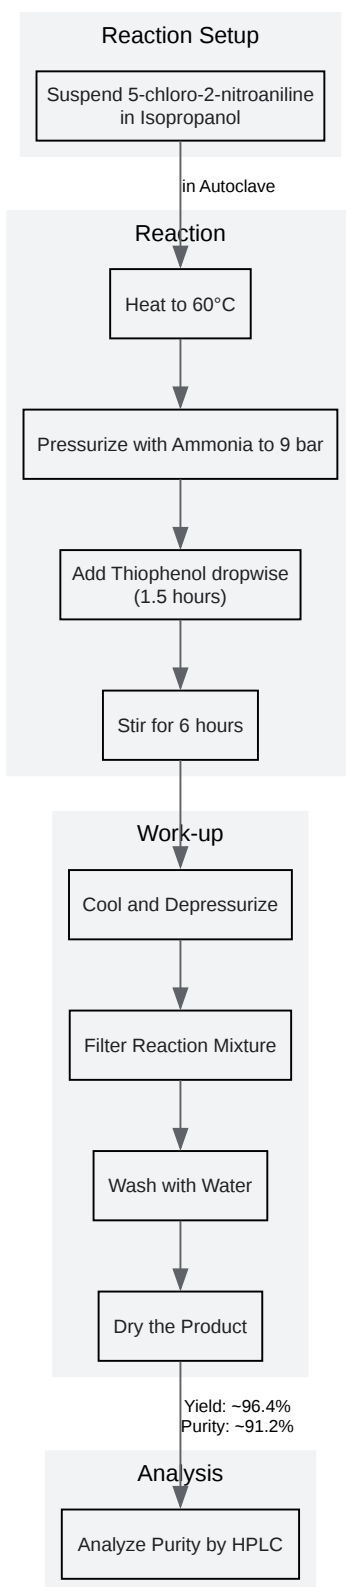 Reaction Setup
Suspend 5-chloro-2-nitroaniline
in Isopropanol
in Autoclave
Reaction
Heat to 60°C
Pressurize with Ammonia to 9 bar
Add Thiophenol dropwise
(1.5 hours)
Stir for 6 hours
Work-up
Cool and Depressurize
Filter Reaction Mixture
Wash with Water
Dry the Product
Yield: ~96.4%
Purity: ~91.2%
Analysis
Analyze Purity by HPLC